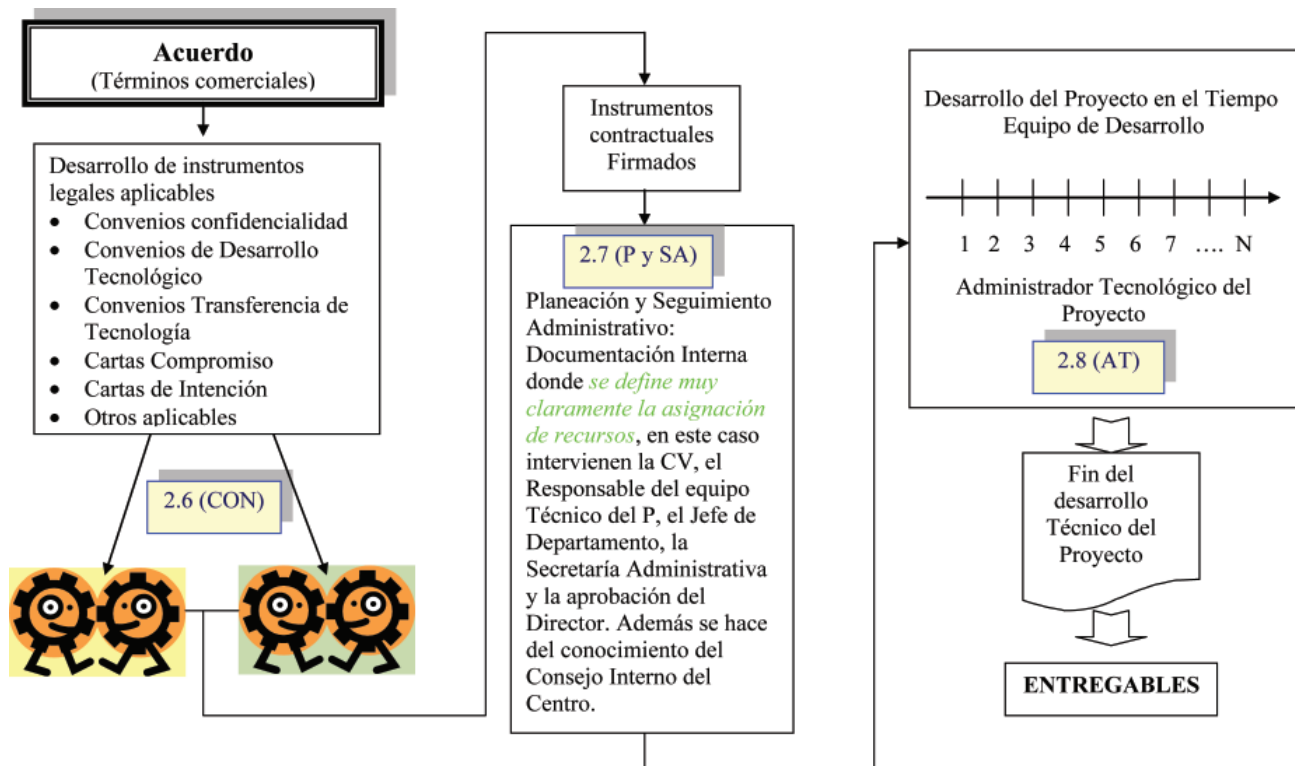 Acuerdo
(Términos comerciales)
Desarrollo de instrumentos
legales aplicables
• Convenios confidencialidad
• Convenios de Desarrollo
Tecnológico
• Convenios Transferencia de
Tecnología
• Cartas Compromiso
• Cartas de Intención
• Otros aplicables
2.6 (CON)
Instrumentos
contractuales
Firmados
2.7 (P y SA)
Planeación y Seguimiento
Administrativo:
Documentación Interna
donde se define muy
claramente la asignación
de recursos, en este caso
intervienen la CV, el
Responsable del equipo
Técnico del P, el Jefe de
Departamento, la
Secretaría Administrativa
y la aprobación del
Director. Además se hace
del conocimiento del
Consejo Interno del
Centro.
Desarrollo del Proyecto en el Tiempo
Equipo de Desarrollo
1 2 3 4 5 6 7 …. N
Administrador Tecnológico del
Proyecto
2.8 (AT)
Fin del
desarrollo
Técnico del
Proyecto
ENTREGABLES